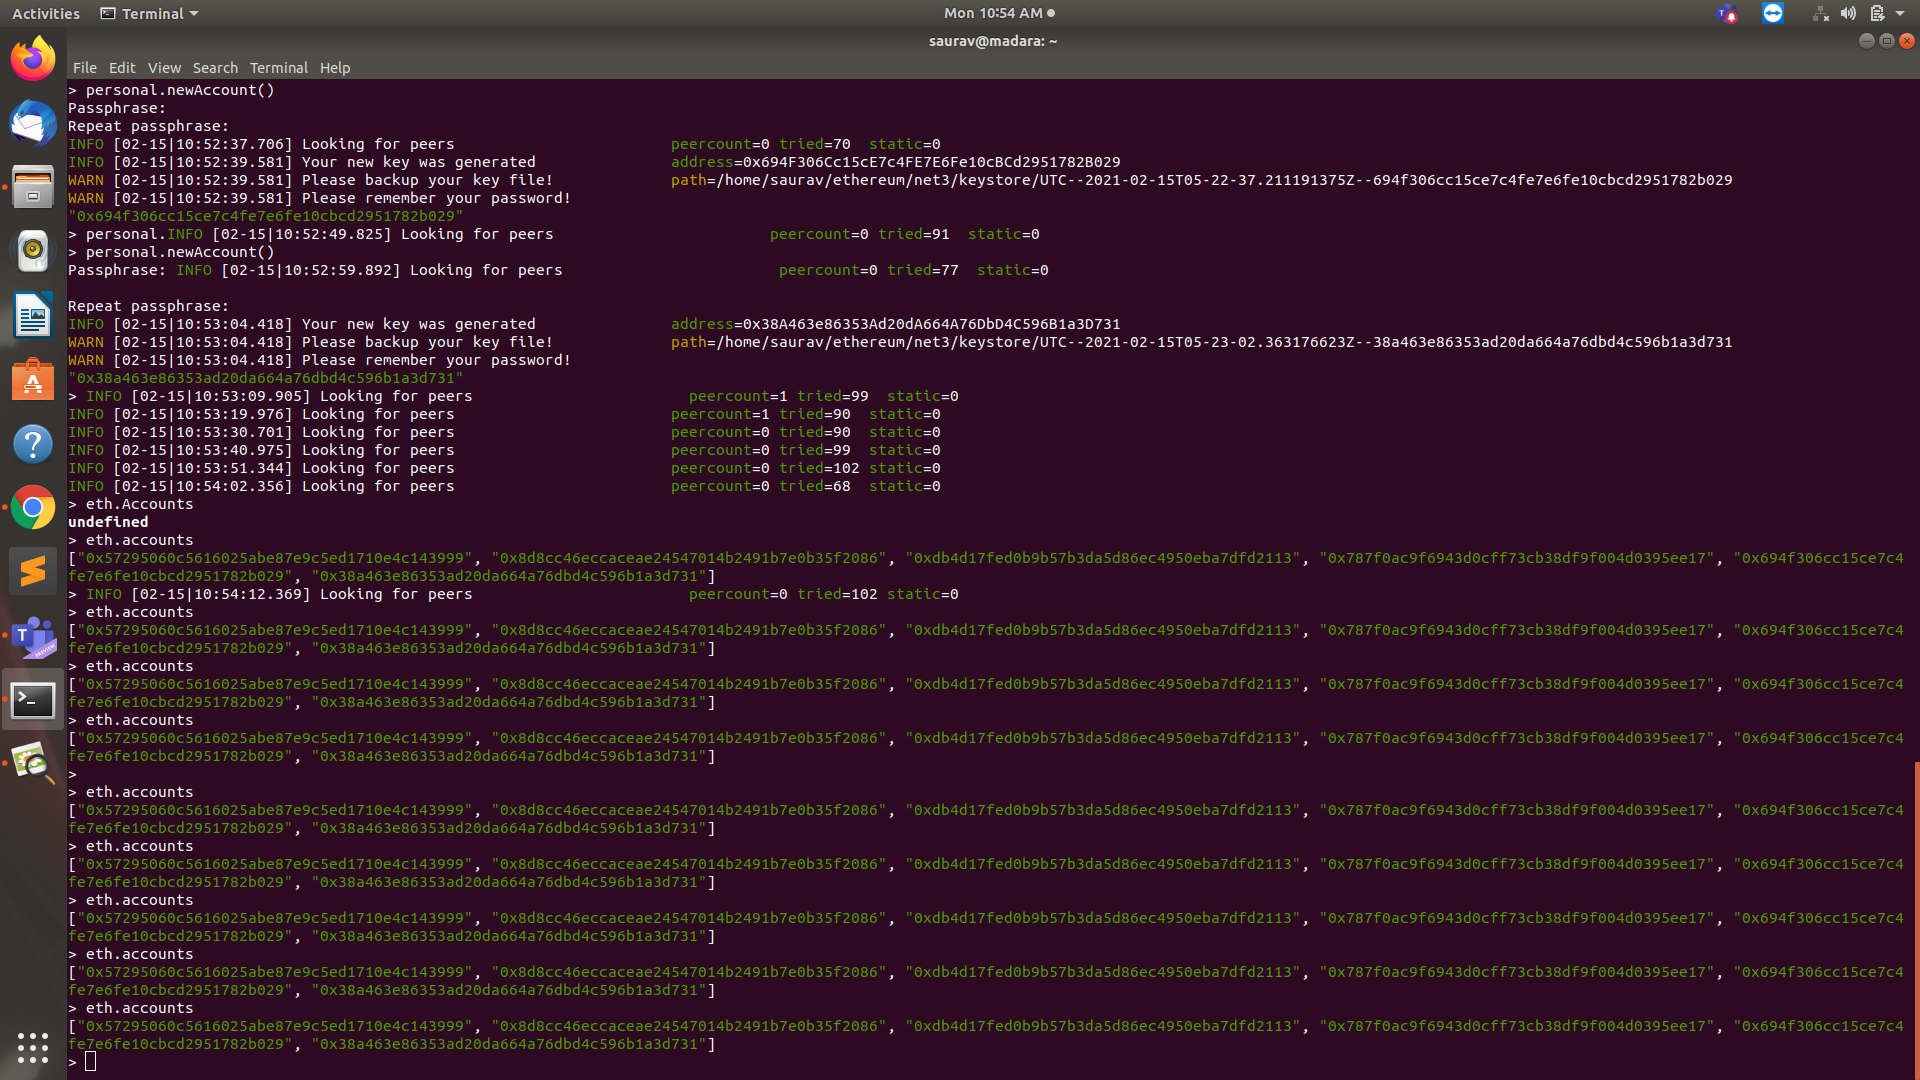 Activities Terminal Mon 10:54 AM
saurav@madara: ~
File Edit View Search Terminal Help
> personal.newAccount()
Passphrase:
Repeat passphrase:
INFO [02-15|10:52:37.706] Looking for peers peercount=0 tried=70 static=0
INFO [02-15|10:52:39.581] Your new key was generated address=0x694F306Cc15cE7c4FE7E6Fe10cBCd2951782B029
WARN [02-15|10:52:39.581] Please backup your key file! path=/home/saurav/ethereum/net3/keystore/UTC--2021-02-15T05-22-37.211191375Z--694f306cc15ce7c4fe7e6fe10cbcd2951782b029
WARN [02-15|10:52:39.581] Please remember your password!
"0x694f306cc15ce7c4fe7e6fe10cbcd2951782b029"
> personal.INFO [02-15|10:52:49.825] Looking for peers peercount=0 tried=91 static=0
> personal.newAccount()
Passphrase: INFO [02-15|10:52:59.892] Looking for peers peercount=0 tried=77 static=0
Repeat passphrase:
INFO [02-15|10:53:04.418] Your new key was generated address=0x38A463e86353Ad20dA664A76DbD4C596B1a3D731
WARN [02-15|10:53:04.418] Please backup your key file! path=/home/saurav/ethereum/net3/keystore/UTC--2021-02-15T05-23-02.363176623Z--38a463e86353ad20da664a76dbd4c596b1a3d731
WARN [02-15|10:53:04.418] Please remember your password!
"0x38a463e86353ad20da664a76dbd4c596b1a3d731"
> INFO [02-15|10:53:09.905] Looking for peers peercount=1 tried=99 static=0
INFO [02-15|10:53:19.976] Looking for peers peercount=1 tried=90 static=0
INFO [02-15|10:53:30.701] Looking for peers peercount=0 tried=90 static=0
INFO [02-15|10:53:40.975] Looking for peers peercount=0 tried=99 static=0
INFO [02-15|10:53:51.344] Looking for peers peercount=0 tried=102 static=0
INFO [02-15|10:54:02.356] Looking for peers peercount=0 tried=68 static=0
> eth.Accounts
undefined
> eth.accounts
["0x57295060c5616025abe87e9c5ed1710e4c143999", "0x8d8cc46eccaceae24547014b2491b7e0b35f2086", "0xdb4d17fed0b9b57b3da5d86ec4950eba7dfd2113", "0x787f0ac9f6943d0cff73cb38df9f004d0395ee17", "0x694f306cc15ce7c4
fe7e6fe10cbcd2951782b029", "0x38a463e86353ad20da664a76dbd4c596b1a3d731"]
> INFO [02-15|10:54:12.369] Looking for peers peercount=0 tried=102 static=0
> eth.accounts
["0x57295060c5616025abe87e9c5ed1710e4c143999", "0x8d8cc46eccaceae24547014b2491b7e0b35f2086", "0xdb4d17fed0b9b57b3da5d86ec4950eba7dfd2113", "0x787f0ac9f6943d0cff73cb38df9f004d0395ee17", "0x694f306cc15ce7c4
fe7e6fe10cbcd2951782b029", "0x38a463e86353ad20da664a76dbd4c596b1a3d731"]
> eth.accounts
["0x57295060c5616025abe87e9c5ed1710e4c143999", "0x8d8cc46eccaceae24547014b2491b7e0b35f2086", "0xdb4d17fed0b9b57b3da5d86ec4950eba7dfd2113", "0x787f0ac9f6943d0cff73cb38df9f004d0395ee17", "0x694f306cc15ce7c4
fe7e6fe10cbcd2951782b029", "0x38a463e86353ad20da664a76dbd4c596b1a3d731"]
> eth.accounts
["0x57295060c5616025abe87e9c5ed1710e4c143999", "0x8d8cc46eccaceae24547014b2491b7e0b35f2086", "0xdb4d17fed0b9b57b3da5d86ec4950eba7dfd2113", "0x787f0ac9f6943d0cff73cb38df9f004d0395ee17", "0x694f306cc15ce7c4
fe7e6fe10cbcd2951782b029", "0x38a463e86353ad20da664a76dbd4c596b1a3d731"]
>
> eth.accounts
["0x57295060c5616025abe87e9c5ed1710e4c143999", "0x8d8cc46eccaceae24547014b2491b7e0b35f2086", "0xdb4d17fed0b9b57b3da5d86ec4950eba7dfd2113", "0x787f0ac9f6943d0cff73cb38df9f004d0395ee17", "0x694f306cc15ce7c4
fe7e6fe10cbcd2951782b029", "0x38a463e86353ad20da664a76dbd4c596b1a3d731"]
> eth.accounts
["0x57295060c5616025abe87e9c5ed1710e4c143999", "0x8d8cc46eccaceae24547014b2491b7e0b35f2086", "0xdb4d17fed0b9b57b3da5d86ec4950eba7dfd2113", "0x787f0ac9f6943d0cff73cb38df9f004d0395ee17", "0x694f306cc15ce7c4
fe7e6fe10cbcd2951782b029", "0x38a463e86353ad20da664a76dbd4c596b1a3d731"]
> eth.accounts
["0x57295060c5616025abe87e9c5ed1710e4c143999", "0x8d8cc46eccaceae24547014b2491b7e0b35f2086", "0xdb4d17fed0b9b57b3da5d86ec4950eba7dfd2113", "0x787f0ac9f6943d0cff73cb38df9f004d0395ee17", "0x694f306cc15ce7c4
fe7e6fe10cbcd2951782b029", "0x38a463e86353ad20da664a76dbd4c596b1a3d731"]
> eth.accounts
["0x57295060c5616025abe87e9c5ed1710e4c143999", "0x8d8cc46eccaceae24547014b2491b7e0b35f2086", "0xdb4d17fed0b9b57b3da5d86ec4950eba7dfd2113", "0x787f0ac9f6943d0cff73cb38df9f004d0395ee17", "0x694f306cc15ce7c4
fe7e6fe10cbcd2951782b029", "0x38a463e86353ad20da664a76dbd4c596b1a3d731"]
> eth.accounts
["0x57295060c5616025abe87e9c5ed1710e4c143999", "0x8d8cc46eccaceae24547014b2491b7e0b35f2086", "0xdb4d17fed0b9b57b3da5d86ec4950eba7dfd2113", "0x787f0ac9f6943d0cff73cb38df9f004d0395ee17", "0x694f306cc15ce7c4
fe7e6fe10cbcd2951782b029", "0x38a463e86353ad20da664a76dbd4c596b1a3d731"]
>